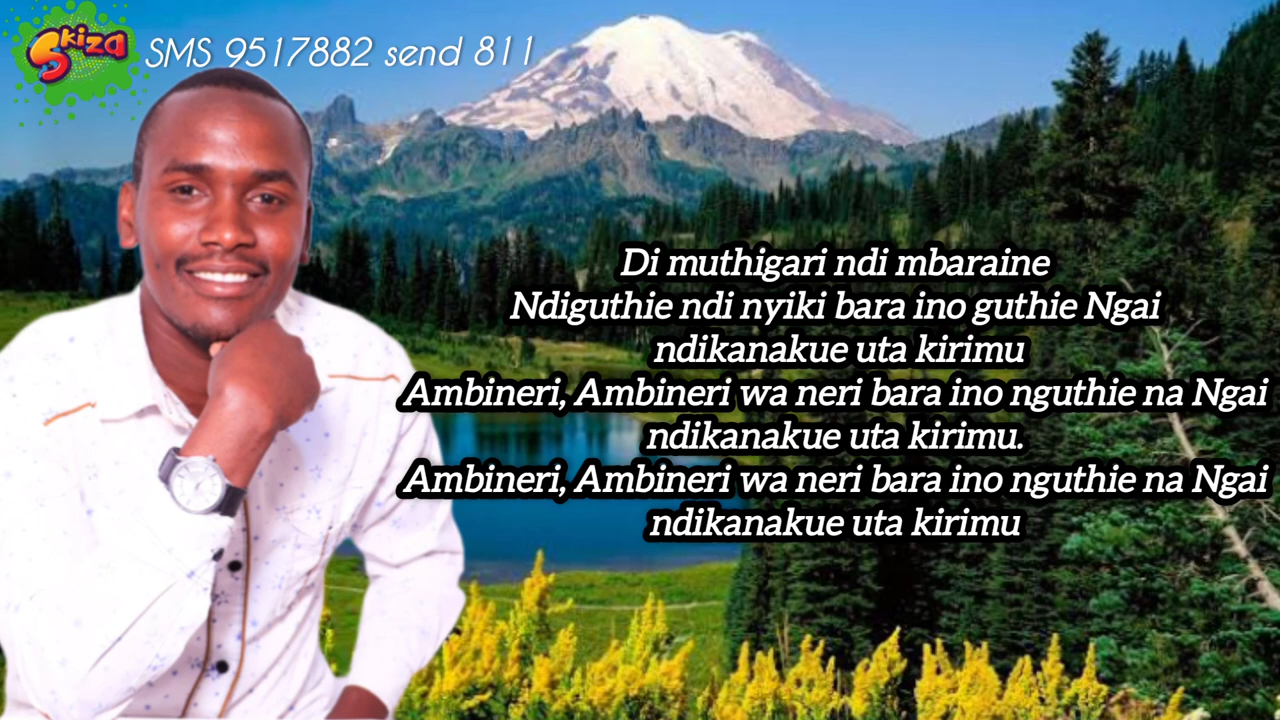 Skiza
SMS 9517882 send 811
Di muthigari ndi mbaraine
Ndiguthie ndi nyiki bara ino guthie Ngai
ndikanakue uta kirimu
Ambineri, Ambineri wa neri bara ino nguthie na Ngai
ndikanakue uta kirimu.
Ambineri, Ambineri wa neri bara ino nguthie na Ngai
ndikanakue uta kirimu